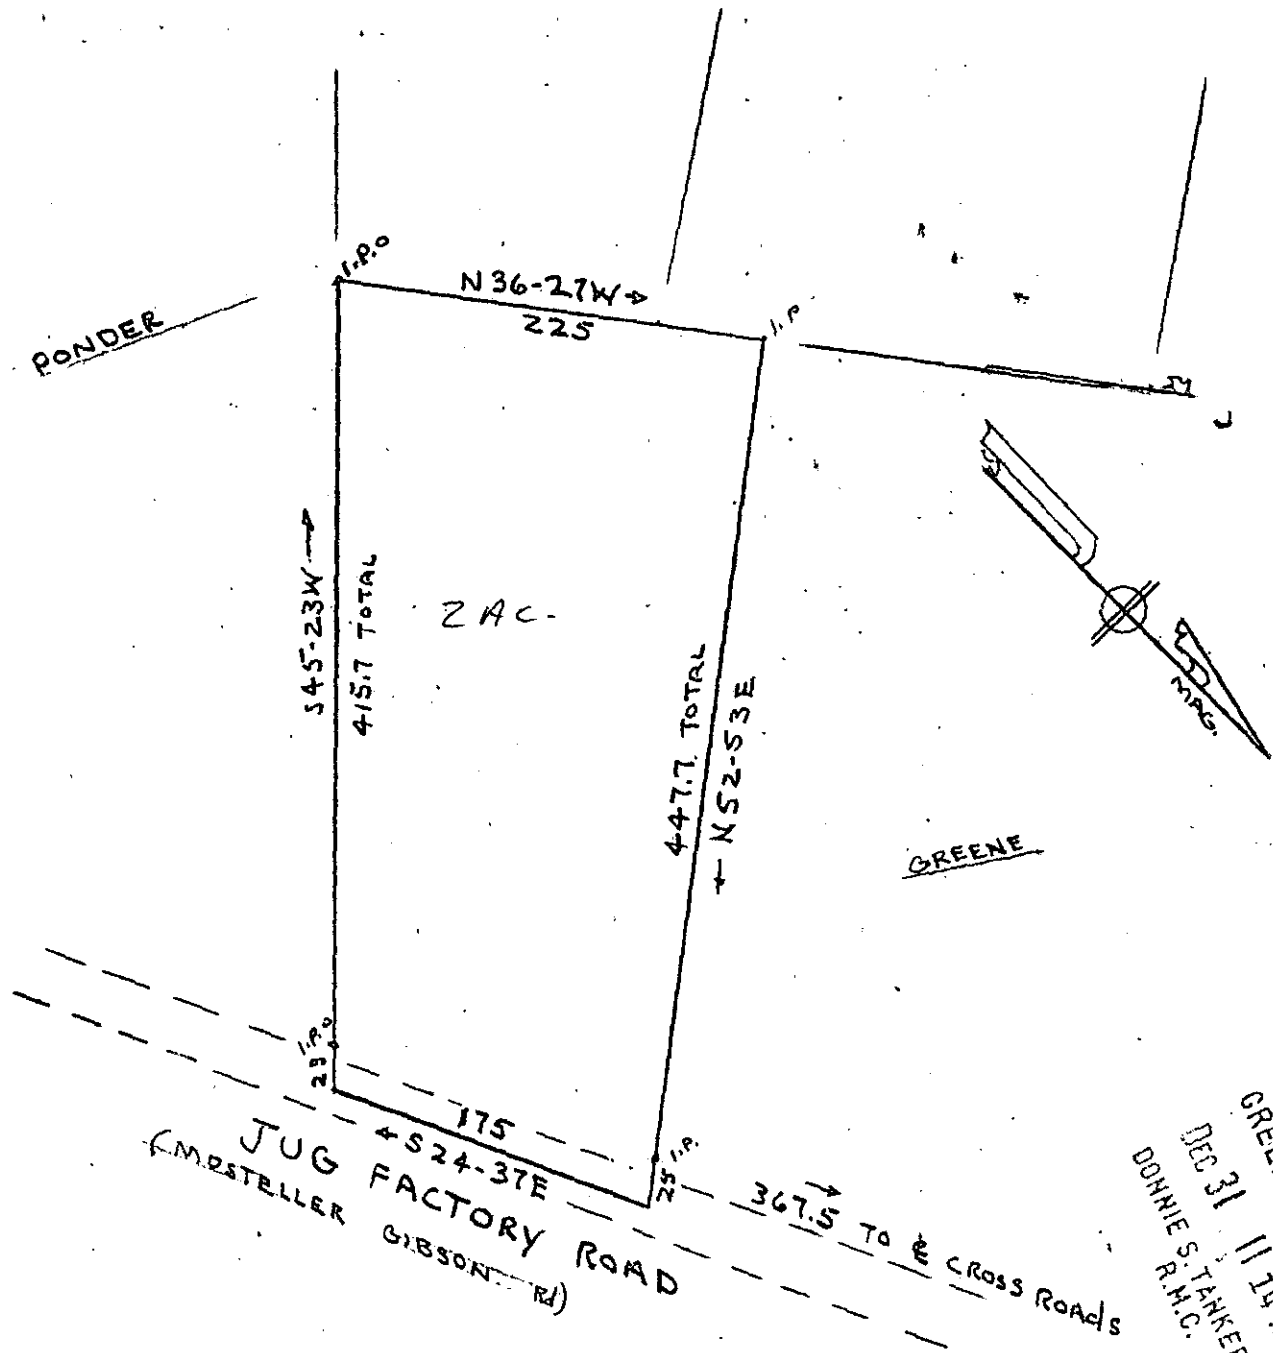 I.P.O
N36-27W→
225
I.P
PONDER
S45-23W→
415.7 TOTAL
2 AC-
447.7 TOTAL
←N52-53E
MAG.
GREENE
I.P.O
25
175
←S24-37E
I.P.
25
367.5 TO ℄ CROSS ROADS
JUG FACTORY ROAD
(MOSTELLER GIBSON Rd)
DEC 31 11 14
DONNIE S. TANKER
R.M.C.